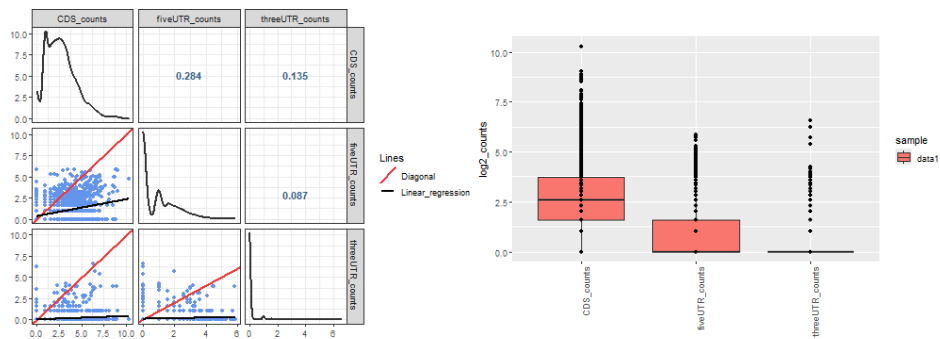 CDS_counts
fiveUTR_counts
threeUTR_counts
10.0
7.5
5.0
2.5
0.0
0.284
0.135
CDS_counts
10.0
7.5
5.0
2.5
0.0
0.087
fiveUTR_counts
10.0
7.5
5.0
2.5
0.0
threeUTR_counts
0.0 2.5 5.0 7.5 10.0
0 2 4 6
0 2 4 6
Lines
Diagonal
Linear_regression
log2_counts
10.0
7.5
5.0
2.5
0.0
CDS_counts
fiveUTR_counts
threeUTR_counts
sample
data1